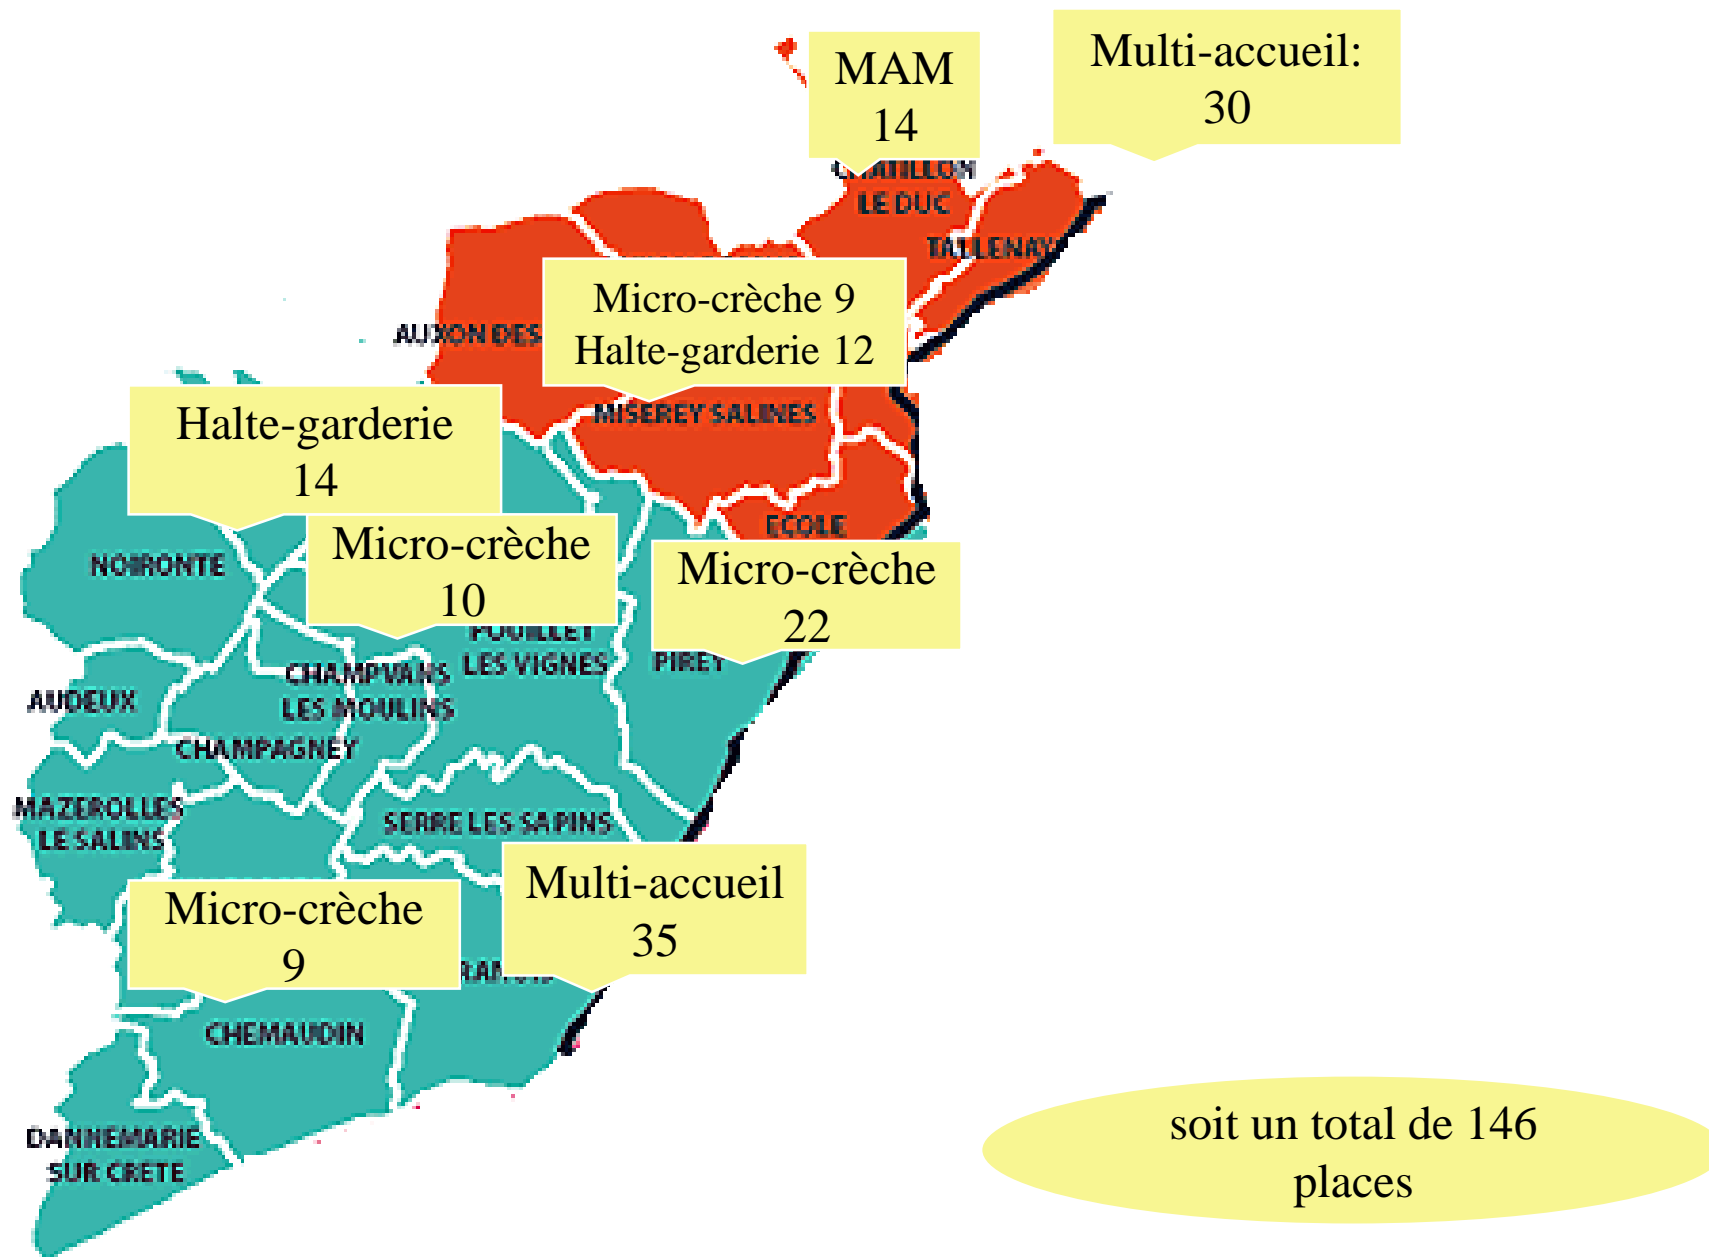 MAM
14
Multi-accueil:
30
CHATILLON
LE DUC
TALLENAY
Micro-crèche 9
Halte-garderie 12
AUXON DES
MISEREY SALINES
Halte-garderie
14
ECOLE
Micro-crèche
10
Micro-crèche
22
NOIRONTE
POUILLEY
LES VIGNES
PIREY
CHAMPVANS
LES MOULINS
AUDEUX
CHAMPAGNEY
MAZEROLLES
LE SALINS
SERRE LES SAPINS
Multi-accueil
35
Micro-crèche
9
CHEMAUDIN
DANNEMARIE
SUR CRETE
soit un total de 146
places